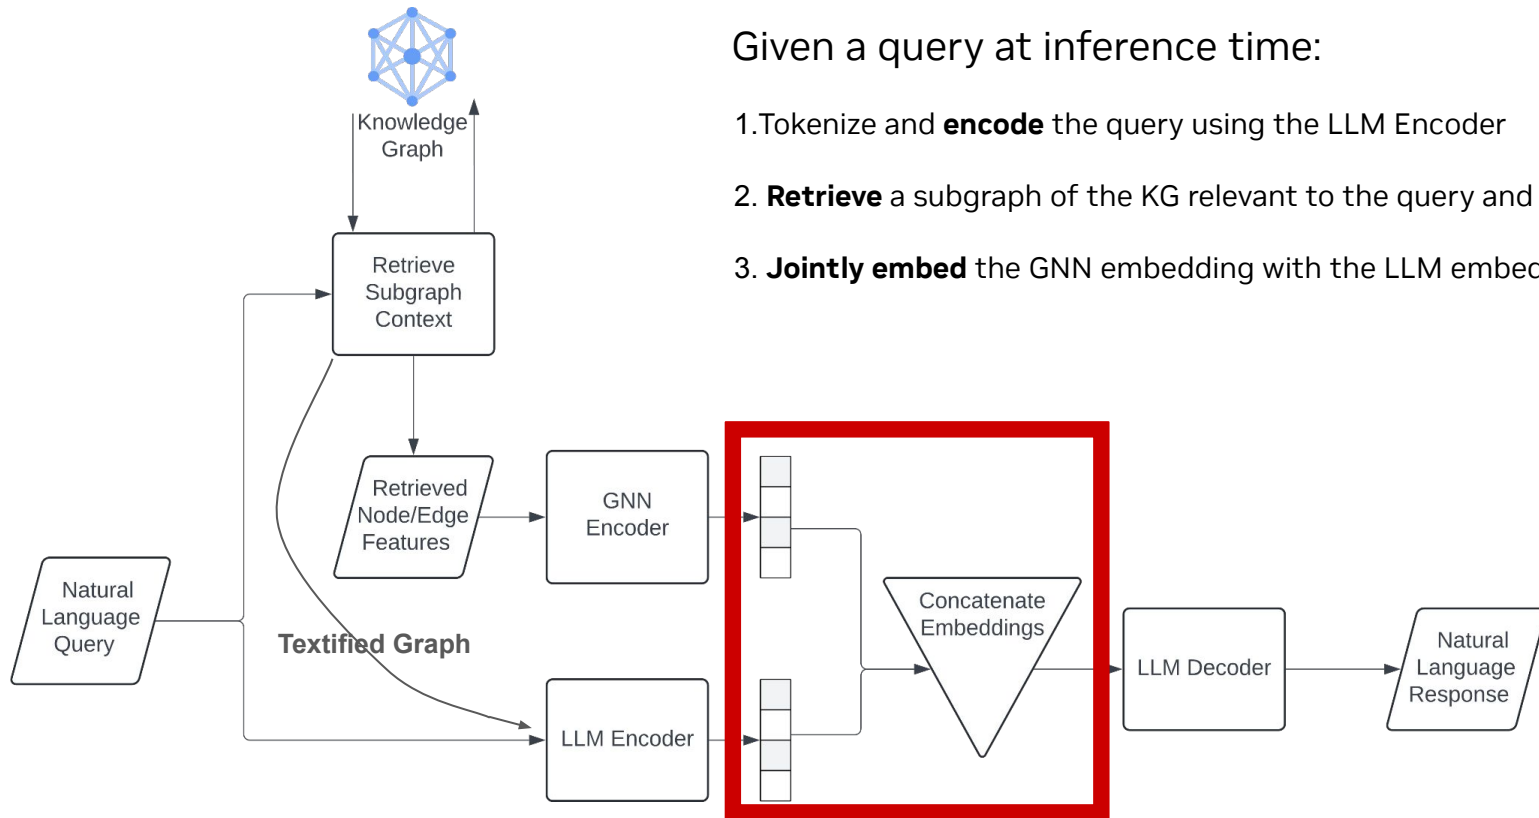 Given a query at inference time:
1.Tokenize and encode the query using the LLM Encoder
2. Retrieve a subgraph of the KG relevant to the query and
3. Jointly embed the GNN embedding with the LLM
Knowledge
Graph
Retrieve
Subgraph
Context
Retrieved
Node/Edge
Features
GNN
Encoder
Natural
Language
Query
Textified Graph
LLM Encoder
Concatenate
Embeddings
LLM Decoder
Natural
Language
Response